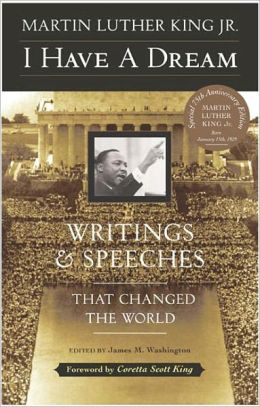 MARTIN LUTHER KING JR.
I HAVE A DREAM
Special 75th Anniversary Edition
MARTIN
LUTHER
KING Jr.
Born
January 15th, 1929
WRITINGS
& SPEECHES
THAT CHANGED
THE WORLD
EDITED BY James M. Washington
Foreword by Coretta Scott King